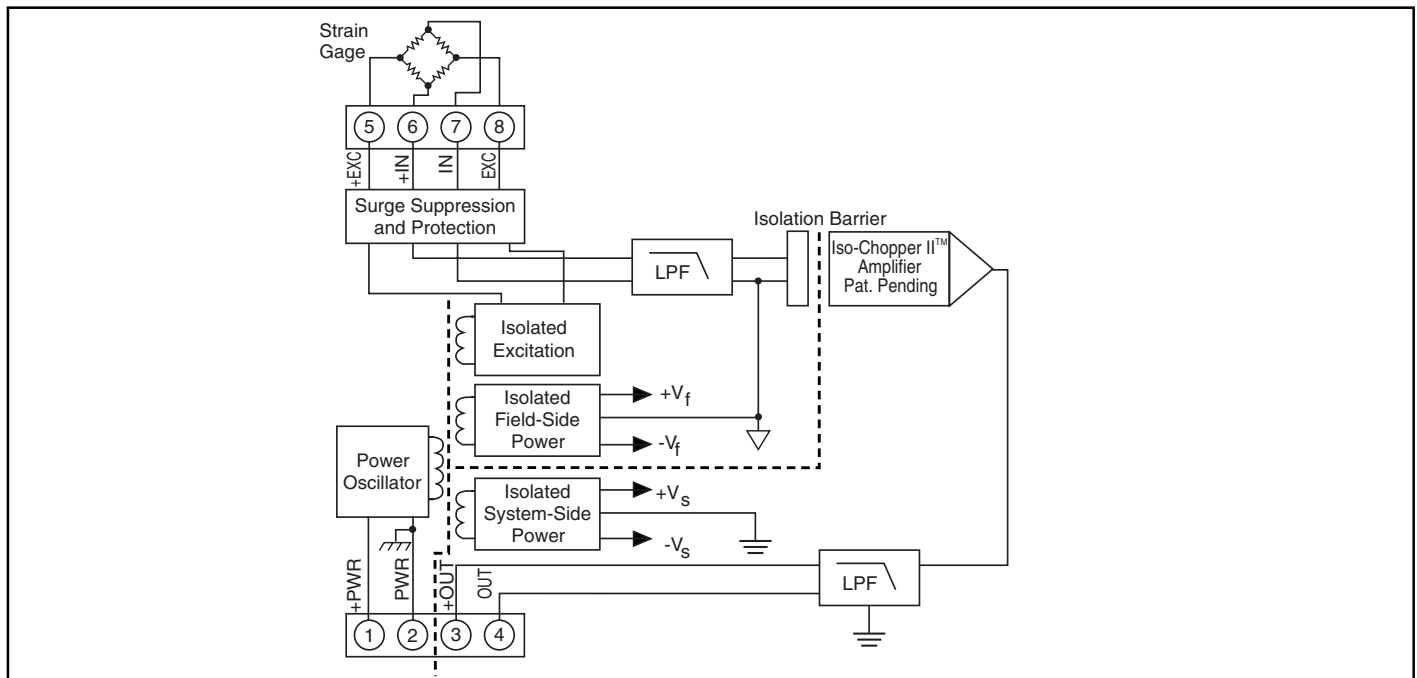 Strain
Gage
5 6 7 8
+EXC
+IN
IN
EXC
Surge Suppression
and Protection
Isolation Barrier
LPF
Iso-Chopper II™
Amplifier
Pat. Pending
Isolated
Excitation
Isolated
Field-Side
Power
+Vf
-Vf
Power
Oscillator
Isolated
System-Side
Power
+Vs
-Vs
+PWR
PWR
+OUT
OUT
LPF
1 2 3 4